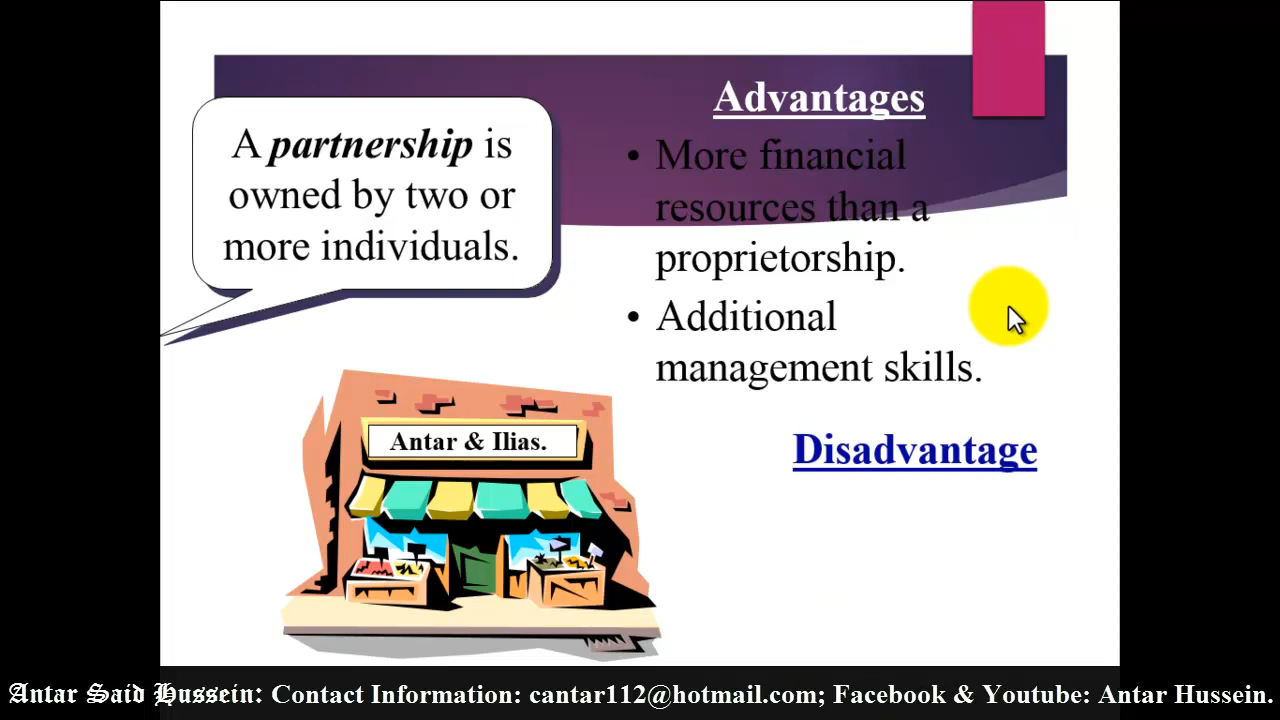 A partnership is
owned by two or
more individuals.
Advantages
• More financial
resources than a
proprietorship.
• Additional
management skills.
Disadvantage
Antar & Ilias.
Antar Said Hussein: Contact Information: cantar112@hotmail.com; Facebook & Youtube: Antar Hussein.